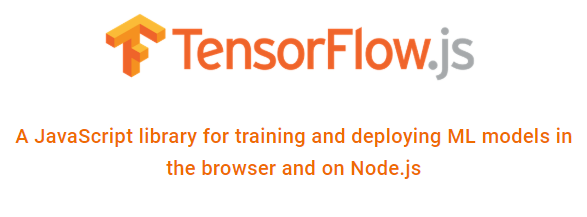 TensorFlow.js
A JavaScript library for training and deploying ML models in
the browser and on Node.js